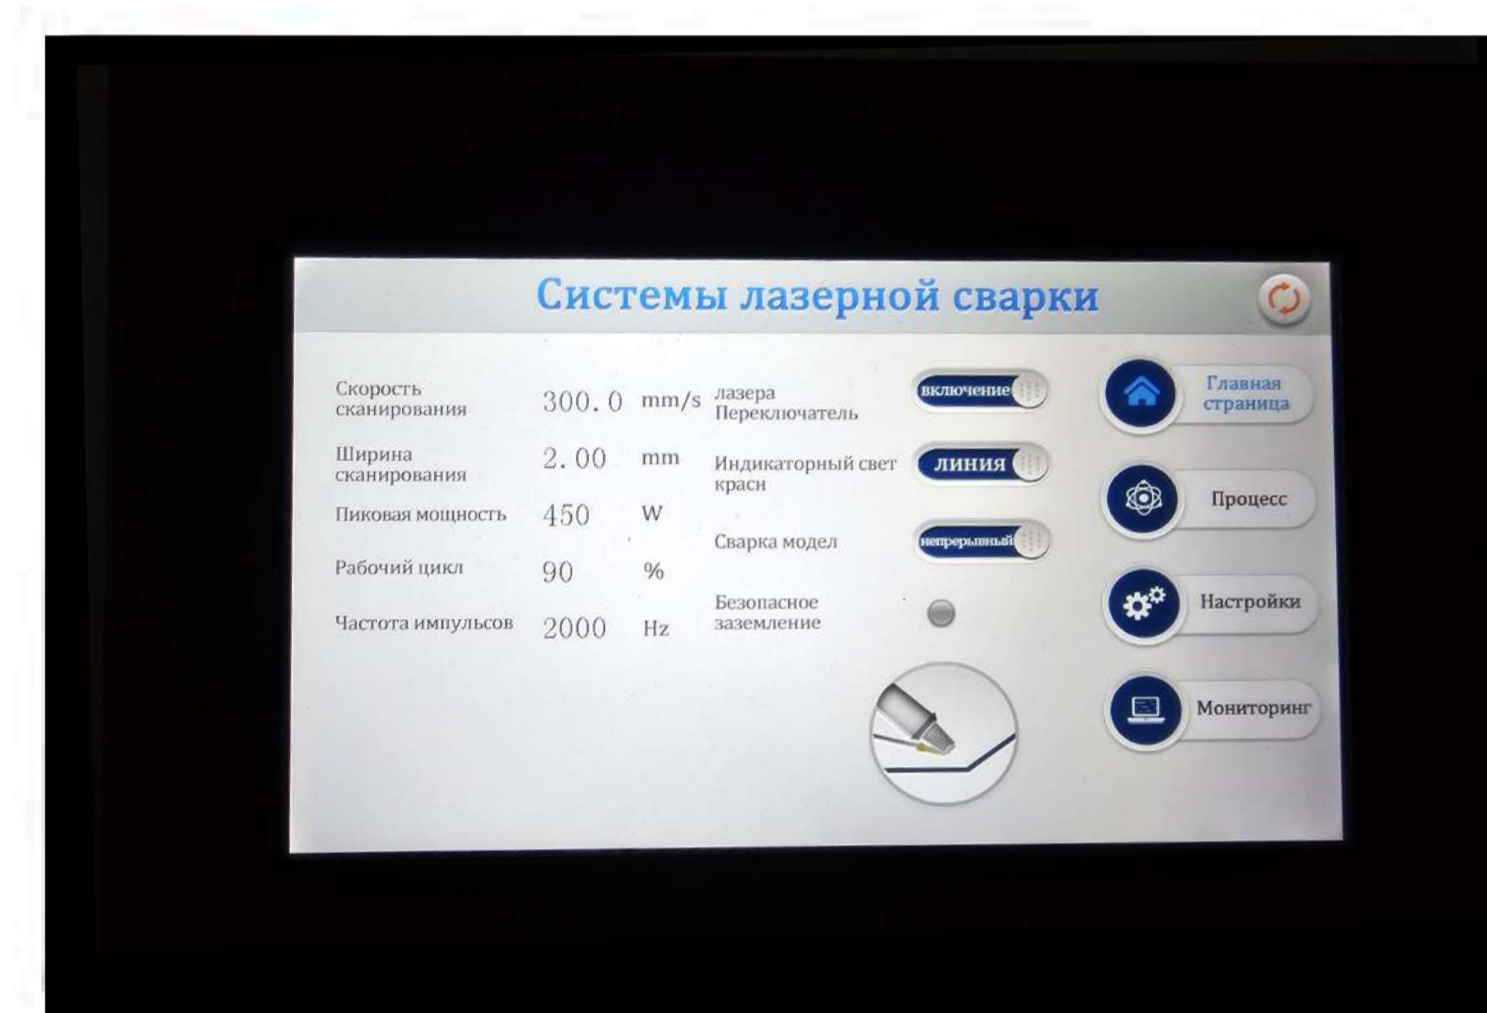 Системы лазерной сварки
Скорость
сканирования
300.0 mm/s
Ширина
сканирования
2.00 mm
Пиковая мощность 450 W
Рабочий цикл 90 %
Частота импульсов 2000 Hz
лазера
Переключатель
включение
Индикаторный свет
красн
линия
Сварка модел
непрерывный
Безопасное
заземление
Главная
страница
Процесс
Настройки
Мониторинг